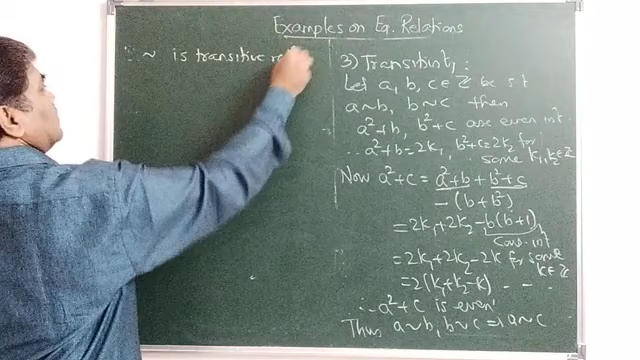 Examples on Eq. Relations
∴ ~ is transitive re
3) Transitivity :
Let a, b, c ∈ ℤ be s.t
a~b, b~c then
a²+b, b²+c are even int
∴ a²+b=2k₁, b²+c=2k₂ for
some k₁,k₂∈ℤ
Now a²+c = a²+b + b²+c
−(b+b²)
= 2k₁+2k₂−b(b+1)
Cons. int
= 2k₁+2k₂−2k for some
k∈ℤ
= 2(k₁+k₂−k) - - -
∴ a²+c is even
Thus a~b, b~c ⇒ a~c